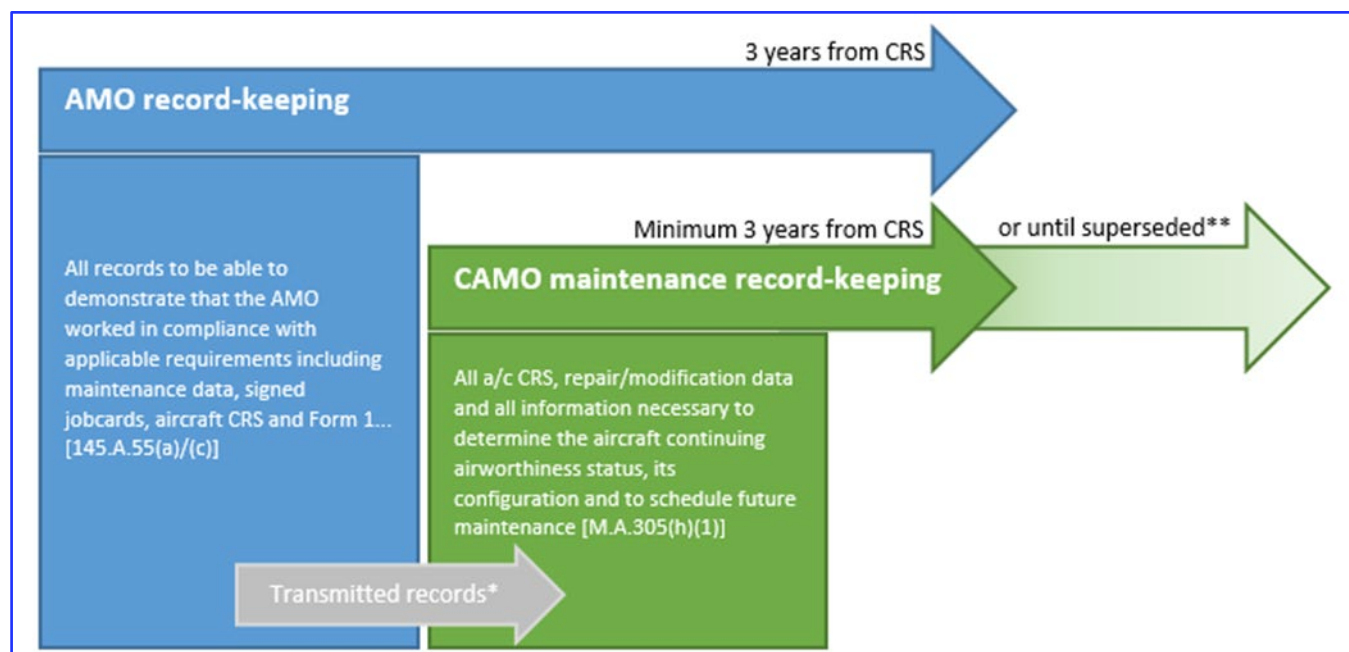 3 years from CRS
AMO record-keeping
All records to be able to
demonstrate that the AMO
worked in compliance with
applicable requirements including
maintenance data, signed
jobcards, aircraft CRS and Form 1...
[145.A.55(a)/(c)]
Minimum 3 years from CRS
or until superseded**
CAMO maintenance record-keeping
All a/c CRS, repair/modification data
and all information necessary to
determine the aircraft continuing
airworthiness status, its
configuration and to schedule future
maintenance [M.A.305(h)(1)]
Transmitted records*